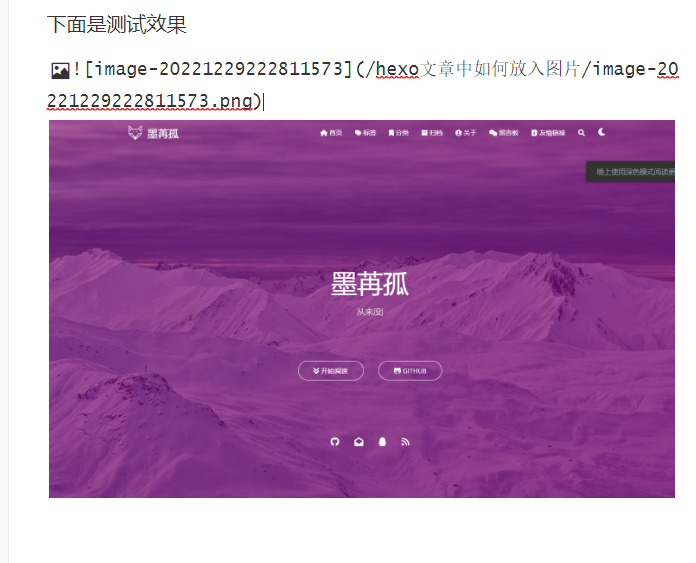 下面是测试效果
![image-20221229222811573](/hexo文章中如何放入图片/image-20
221229222811573.png)
墨苒孤 首页 标签 分类 归档 关于 留言板 友情链接
晚上使用深色模式阅读更
墨苒孤
从来没|
开始阅读 GITHUB